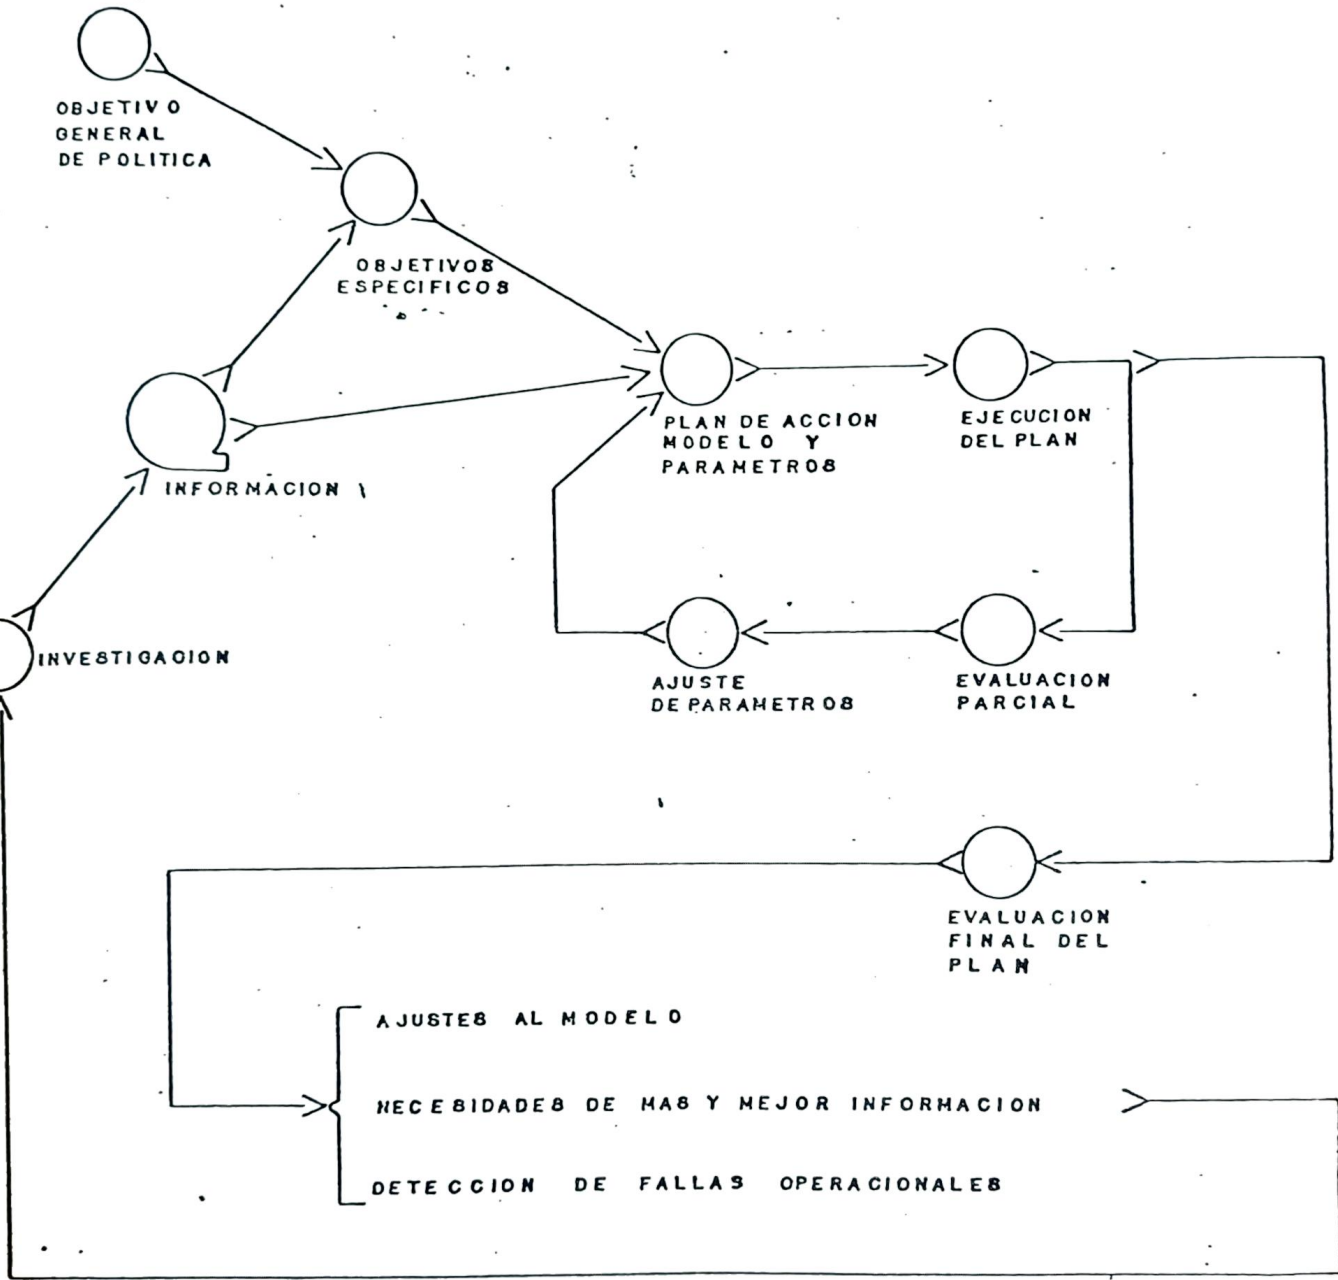 OBJETIVO
GENERAL
DE POLITICA
OBJETIVOS
ESPECIFICOS
INFORMACION
PLAN DE ACCION
MODELO Y
PARAMETROS
EJECUCION
DEL PLAN
INVESTIGACION
AJUSTE
DE PARAMETROS
EVALUACION
PARCIAL
EVALUACION
FINAL DEL
PLAN
AJUSTES AL MODELO
NECESIDADES DE MAS Y MEJOR INFORMACION
DETECCION DE FALLAS OPERACIONALES